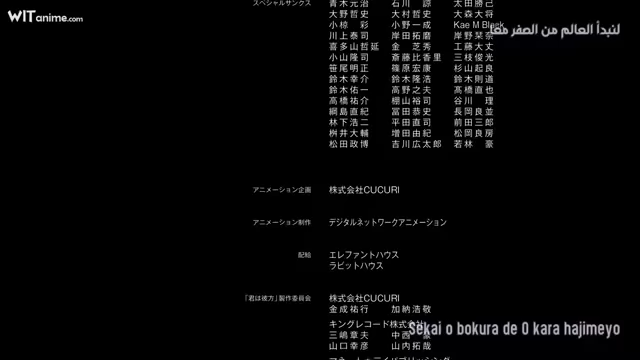 WITanime.com
スペシャルサンクス
青木元治 石川 諒 太田勝己
大野哲史 大村哲史 大森大将
小椋 彩 小野一成 Kae M Black
川上泰司 岸田拓磨 岸野菜奈
喜多山哲延 金 芝秀 工藤大丈
小山隆司 斎藤比香里 三枝俊光
笹尾明正 篠原宏康 杉山起良
鈴木幸介 鈴木隆浩 鈴木則道
鈴木佑一 高野之夫 髙橋直也
高橋祐介 棚山裕司 谷川 理
綱島直紀 冨田恭史 長岡良並
林下浩二 平田直司 前田三郎
桝井大輔 増田由紀 松岡良房
松田政博 吉川広太郎 若林 豪
لنبدأ العالم من الصفر معا
アニメーション企画 株式会社CUCURI
アニメーション制作 デジタルネットワークアニメーション
配給 エレファントハウス
ラビットハウス
「君は彼方」製作委員会 株式会社CUCURI
金成祐行 加納浩敬
キングレコード株式会社
三嶋章夫 中西 豪
山口幸彦 山内拓哉
Sekai o bokura de 0 kara hajimeyo